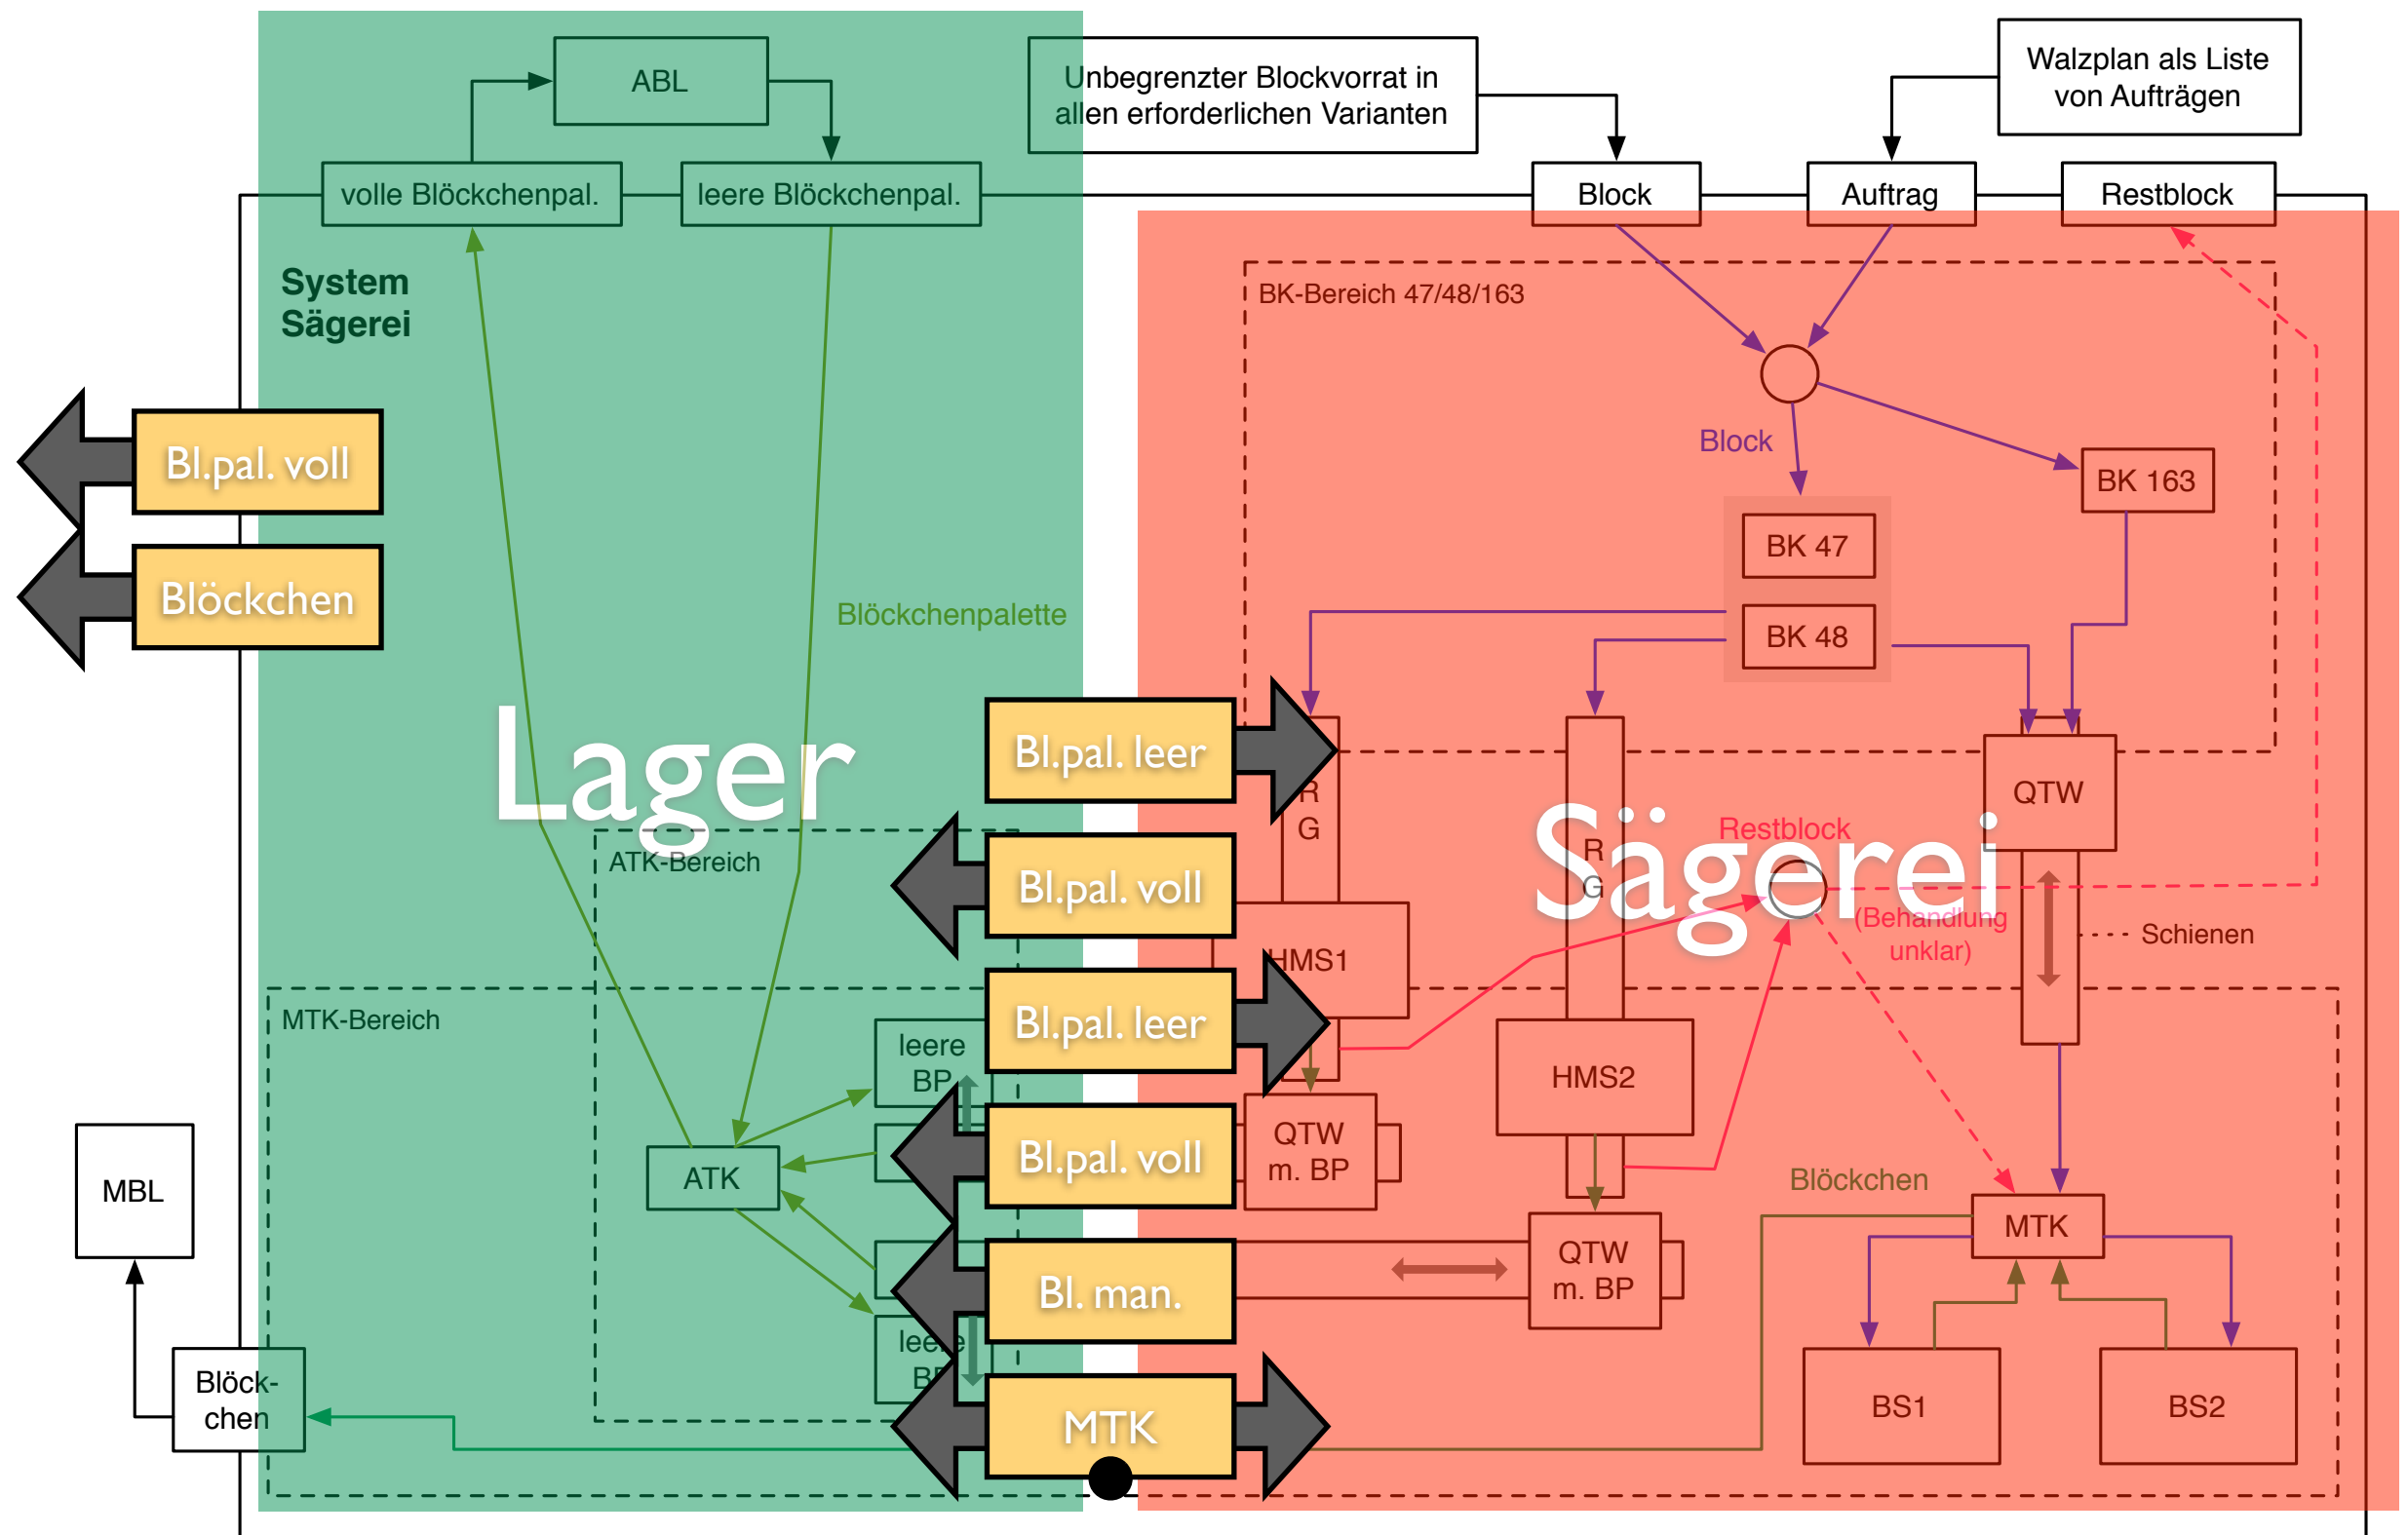 ABL
Unbegrenzter Blockvorrat in
allen erforderlichen Varianten
Walzplan als Liste
von Aufträgen
volle Blöckchenpal.
leere Blöckchenpal.
Block
Auftrag
Restblock
System
Sägerei
BK-Bereich 47/48/163
Block
Bl.pal. voll
BK 163
BK 47
Blöckchen
Blöckchenpalette
BK 48
Lager
Bl.pal. leer
R
G
QTW
Sägerei
Restblock
R
G
ATK-Bereich
Bl.pal. voll
(Behandlung
unklar)
Schienen
HMS1
MTK-Bereich
Bl.pal. leer
leere
BP
HMS2
Bl.pal. voll
QTW
m. BP
MBL
ATK
Blöckchen
MTK
Bl. man.
QTW
m. BP
leere
BP
Blöck-
chen
MTK
BS1
BS2